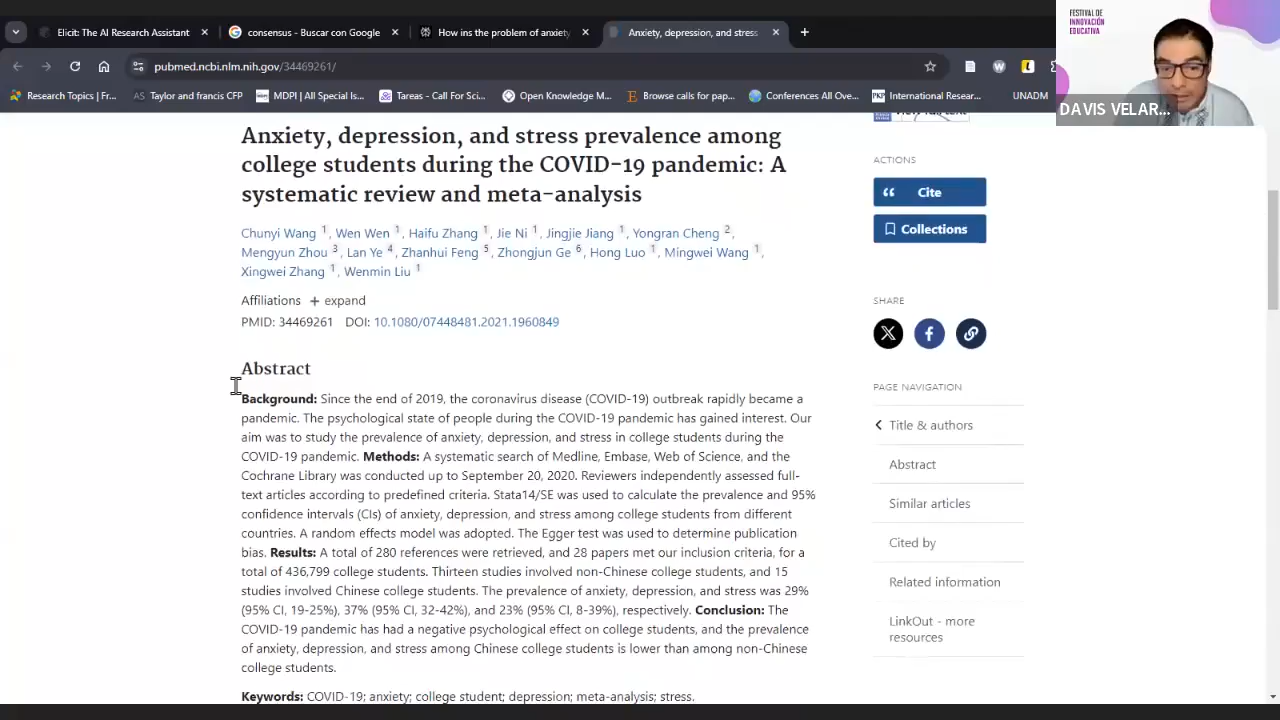 Elicit: The AI Research Assistant
consensus - Buscar con Google
How ins the problem of anxiety
Anxiety, depression, and stress
pubmed.ncbi.nlm.nih.gov/34469261/
Research Topics | Fr...
Taylor and francis CFP
MDPI | All Special Is...
Tareas - Call For So...
Open Knowledge M...
Browse calls for pap...
Conferences All Ove...
International Resear...
UNADM
FESTIVAL DE
INNOVACIÓN
EDUCATIVA
DAVIS VELAR...
Anxiety, depression, and stress prevalence among
college students during the COVID-19 pandemic: A
systematic review and meta-analysis
Chunyi Wang 1, Wen Wen 1, Haifu Zhang 1, Jie Ni 1, Jingjie Jiang 1, Yongran Cheng 2,
Mengyun Zhou 3, Lan Ye 4, Zhanhui Feng 5, Zhongjun Ge 6, Hong Luo 1, Mingwei Wang 1,
Xingwei Zhang 1, Wenmin Liu 1
Affiliations + expand
PMID: 34469261 DOI: 10.1080/07448481.2021.1960849
Abstract
Background: Since the end of 2019, the coronavirus disease (COVID-19) outbreak rapidly became a
pandemic. The psychological state of people during the COVID-19 pandemic has gained interest. Our
aim was to study the prevalence of anxiety, depression, and stress in college students during the
COVID-19 pandemic. Methods: A systematic search of Medline, Embase, Web of Science, and the
Cochrane Library was conducted up to September 20, 2020. Reviewers independently assessed full-
text articles according to predefined criteria. Stata14/SE was used to calculate the prevalence and 95%
confidence intervals (CIs) of anxiety, depression, and stress among college students from different
countries. A random effects model was adopted. The Egger test was used to determine publication
bias. Results: A total of 280 references were retrieved, and 28 papers met our inclusion criteria, for a
total of 436,799 college students. Thirteen studies involved non-Chinese college students, and 15
studies involved Chinese college students. The prevalence of anxiety, depression, and stress was 29%
(95% CI, 19-25%), 37% (95% CI, 32-42%), and 23% (95% CI, 8-39%), respectively. Conclusion: The
COVID-19 pandemic has had a negative psychological effect on college students, and the prevalence
of anxiety, depression, and stress among Chinese college students is lower than among non-Chinese
college students.
Keywords: COVID-19; anxiety; college student; depression; meta-analysis; stress.
ACTIONS
Cite
Collections
SHARE
PAGE NAVIGATION
Title & authors
Abstract
Similar articles
Cited by
Related information
LinkOut - more
resources